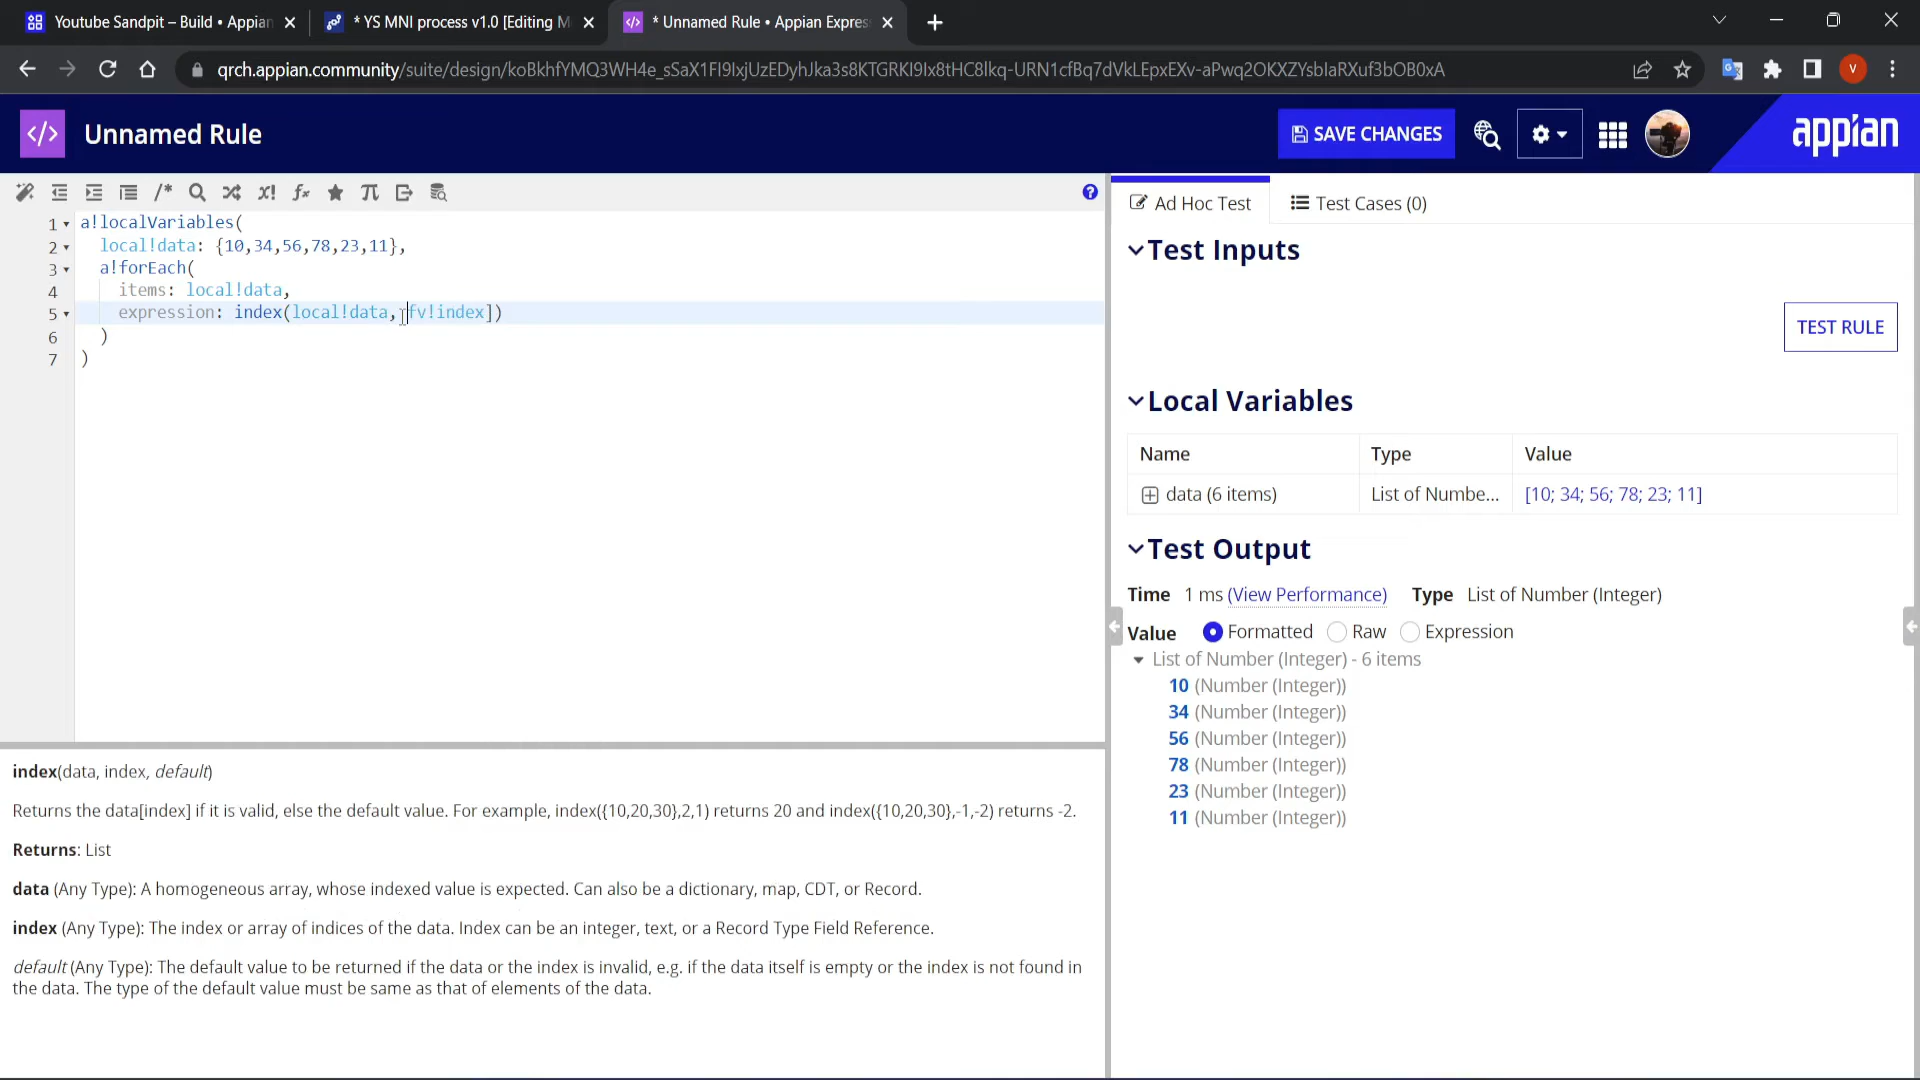 Youtube Sandpit – Build • Appian
* YS MNI process v1.0 [Editing M
* Unnamed Rule • Appian Expres
qrch.appian.community/suite/design/koBkhfYMQ3WH4e_sSaX1FI9IxjUzEDyhJka3s8KTGRKI9Ix8tHC8lkq-URN1cfBq7dVkLEpxEXv-aPwq2OKXZYsbIaRXuf3bOB0xA
V
Unnamed Rule
SAVE CHANGES
appian
1 a!localVariables(
2 local!data: {10,34,56,78,23,11},
3 a!forEach(
4 items: local!data,
5 expression: index(local!data, fv!index])
6 )
7 )
index(data, index, default)
Returns the data[index] if it is valid, else the default value. For example, index({10,20,30},2,1) returns 20 and index({10,20,30},-1,-2) returns -2.
Returns: List
data (Any Type): A homogeneous array, whose indexed value is expected. Can also be a dictionary, map, CDT, or Record.
index (Any Type): The index or array of indices of the data. Index can be an integer, text, or a Record Type Field Reference.
default (Any Type): The default value to be returned if the data or the index is invalid, e.g. if the data itself is empty or the index is not found in
the data. The type of the default value must be same as that of elements of the data.
Ad Hoc Test
Test Cases (0)
Test Inputs
TEST RULE
Local Variables
Name Type Value
data (6 items) List of Numbe... [10; 34; 56; 78; 23; 11]
Test Output
Time 1 ms (View Performance) Type List of Number (Integer)
Value Formatted Raw Expression
List of Number (Integer) - 6 items
10 (Number (Integer))
34 (Number (Integer))
56 (Number (Integer))
78 (Number (Integer))
23 (Number (Integer))
11 (Number (Integer))